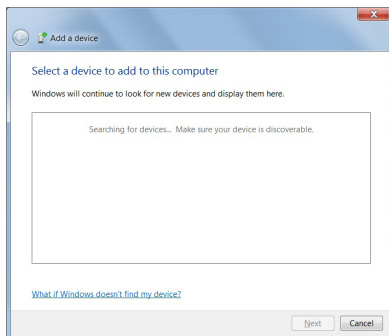 Add a device
Select a device to add to this computer
Windows will continue to look for new devices and display them here.
Searching for devices... Make sure your device is discoverable.
What if Windows doesn't find my device?
Next Cancel